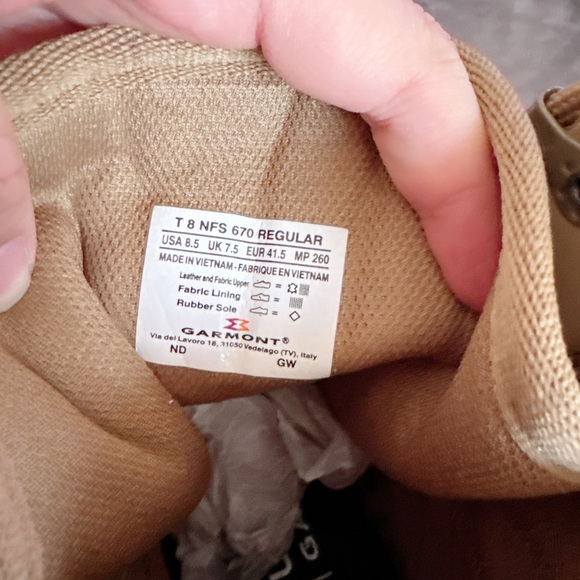 T 8 NFS 670 REGULAR
USA 8.5 UK 7.5 EUR 41.5 MP 260
MADE IN VIETNAM - FABRIQUE EN VIETNAM
Leather and Fabric Upper = 
Fabric Lining =
Rubber Sole =
GARMONT®
Via del Lavoro 18, 31050 Vedelago (TV), Italy
ND GW